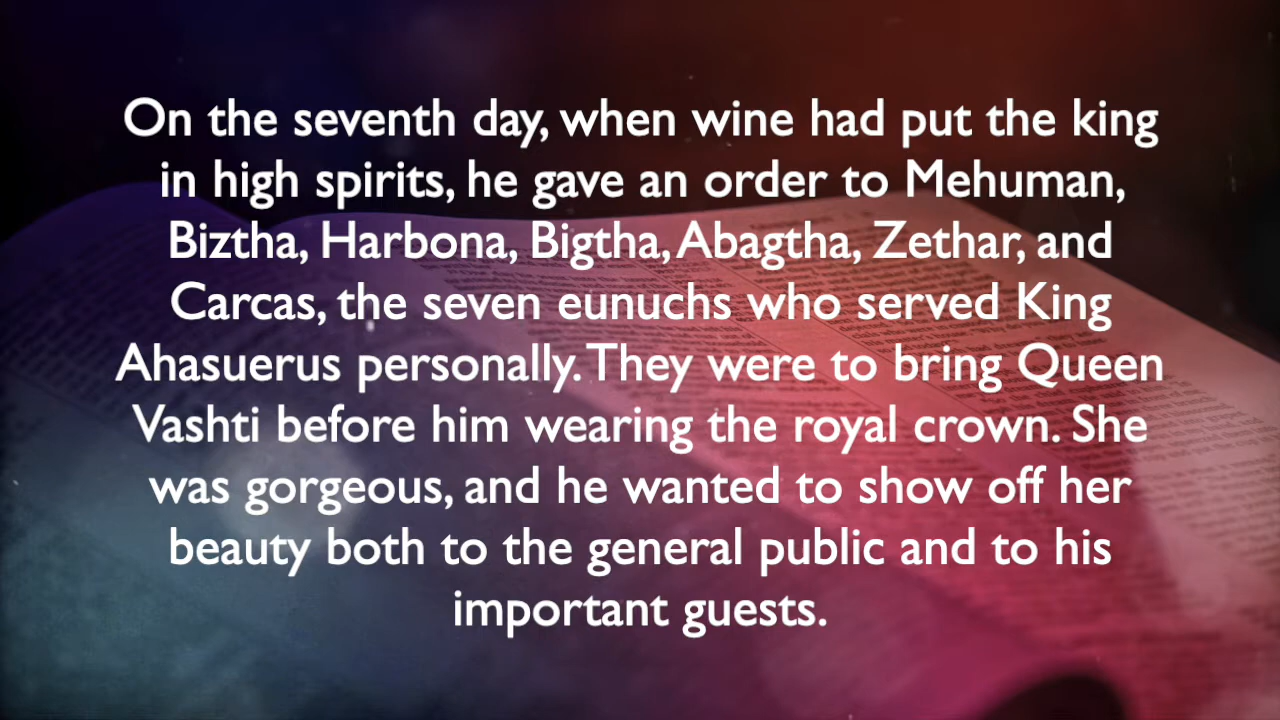 On the seventh day, when wine had put the king
in high spirits, he gave an order to Mehuman,
Biztha, Harbona, Bigtha, Abagtha, Zethar, and
Carcas, the seven eunuchs who served King
Ahasuerus personally. They were to bring Queen
Vashti before him wearing the royal crown. She
was gorgeous, and he wanted to show off her
beauty both to the general public and to his
important guests.